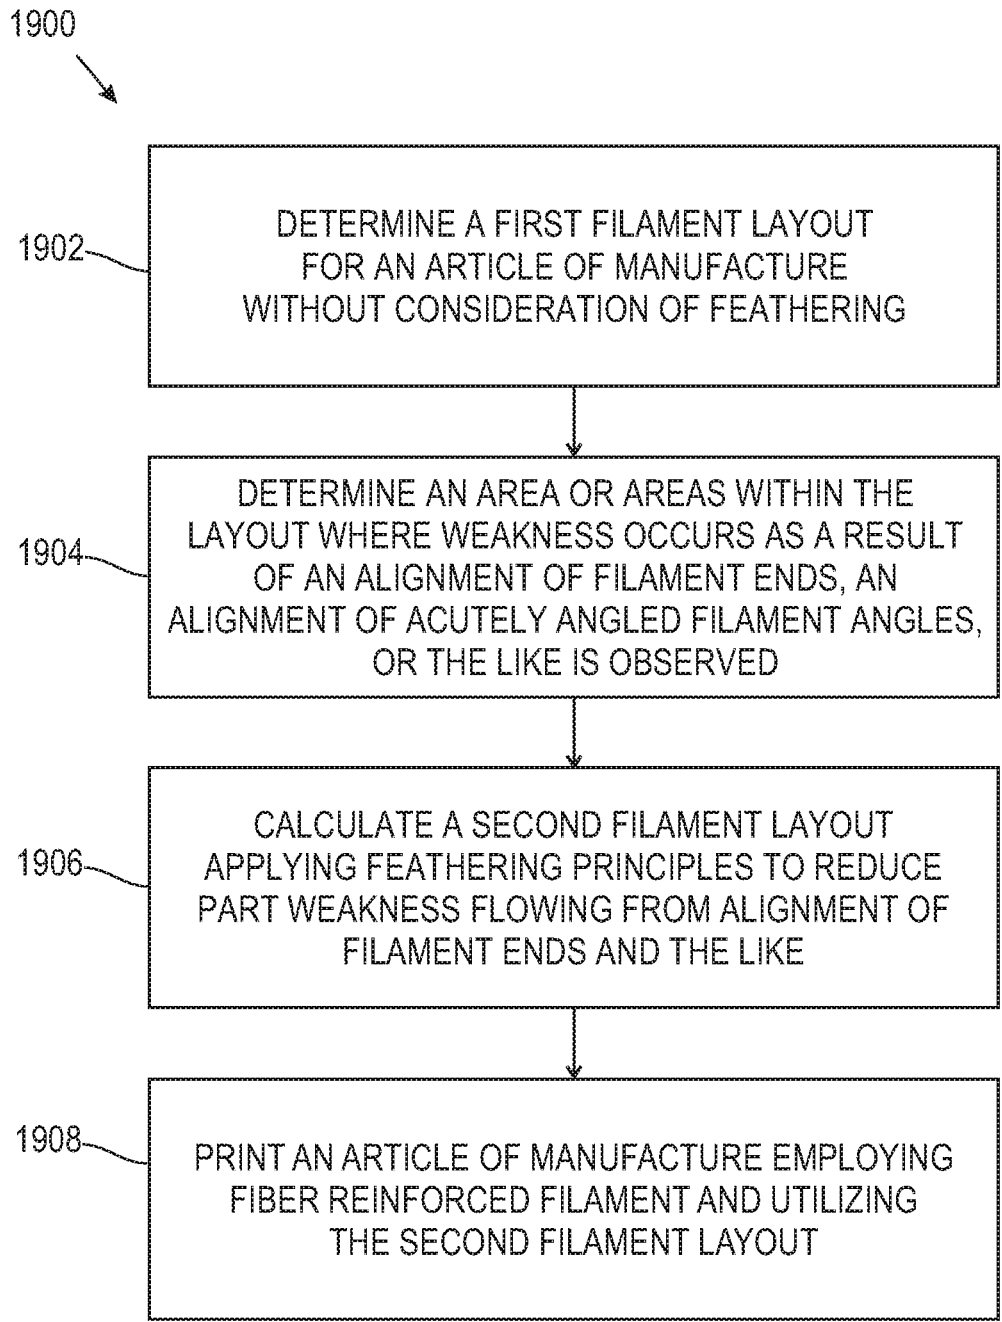 1900
1902
DETERMINE A FIRST FILAMENT LAYOUT
FOR AN ARTICLE OF MANUFACTURE
WITHOUT CONSIDERATION OF FEATHERING
1904
DETERMINE AN AREA OR AREAS WITHIN THE
LAYOUT WHERE WEAKNESS OCCURS AS A RESULT
OF AN ALIGNMENT OF FILAMENT ENDS, AN
ALIGNMENT OF ACUTELY ANGLED FILAMENT ANGLES,
OR THE LIKE IS OBSERVED
1906
CALCULATE A SECOND FILAMENT LAYOUT
APPLYING FEATHERING PRINCIPLES TO REDUCE
PART WEAKNESS FLOWING FROM ALIGNMENT OF
FILAMENT ENDS AND THE LIKE
1908
PRINT AN ARTICLE OF MANUFACTURE EMPLOYING
FIBER REINFORCED FILAMENT AND UTILIZING
THE SECOND FILAMENT LAYOUT